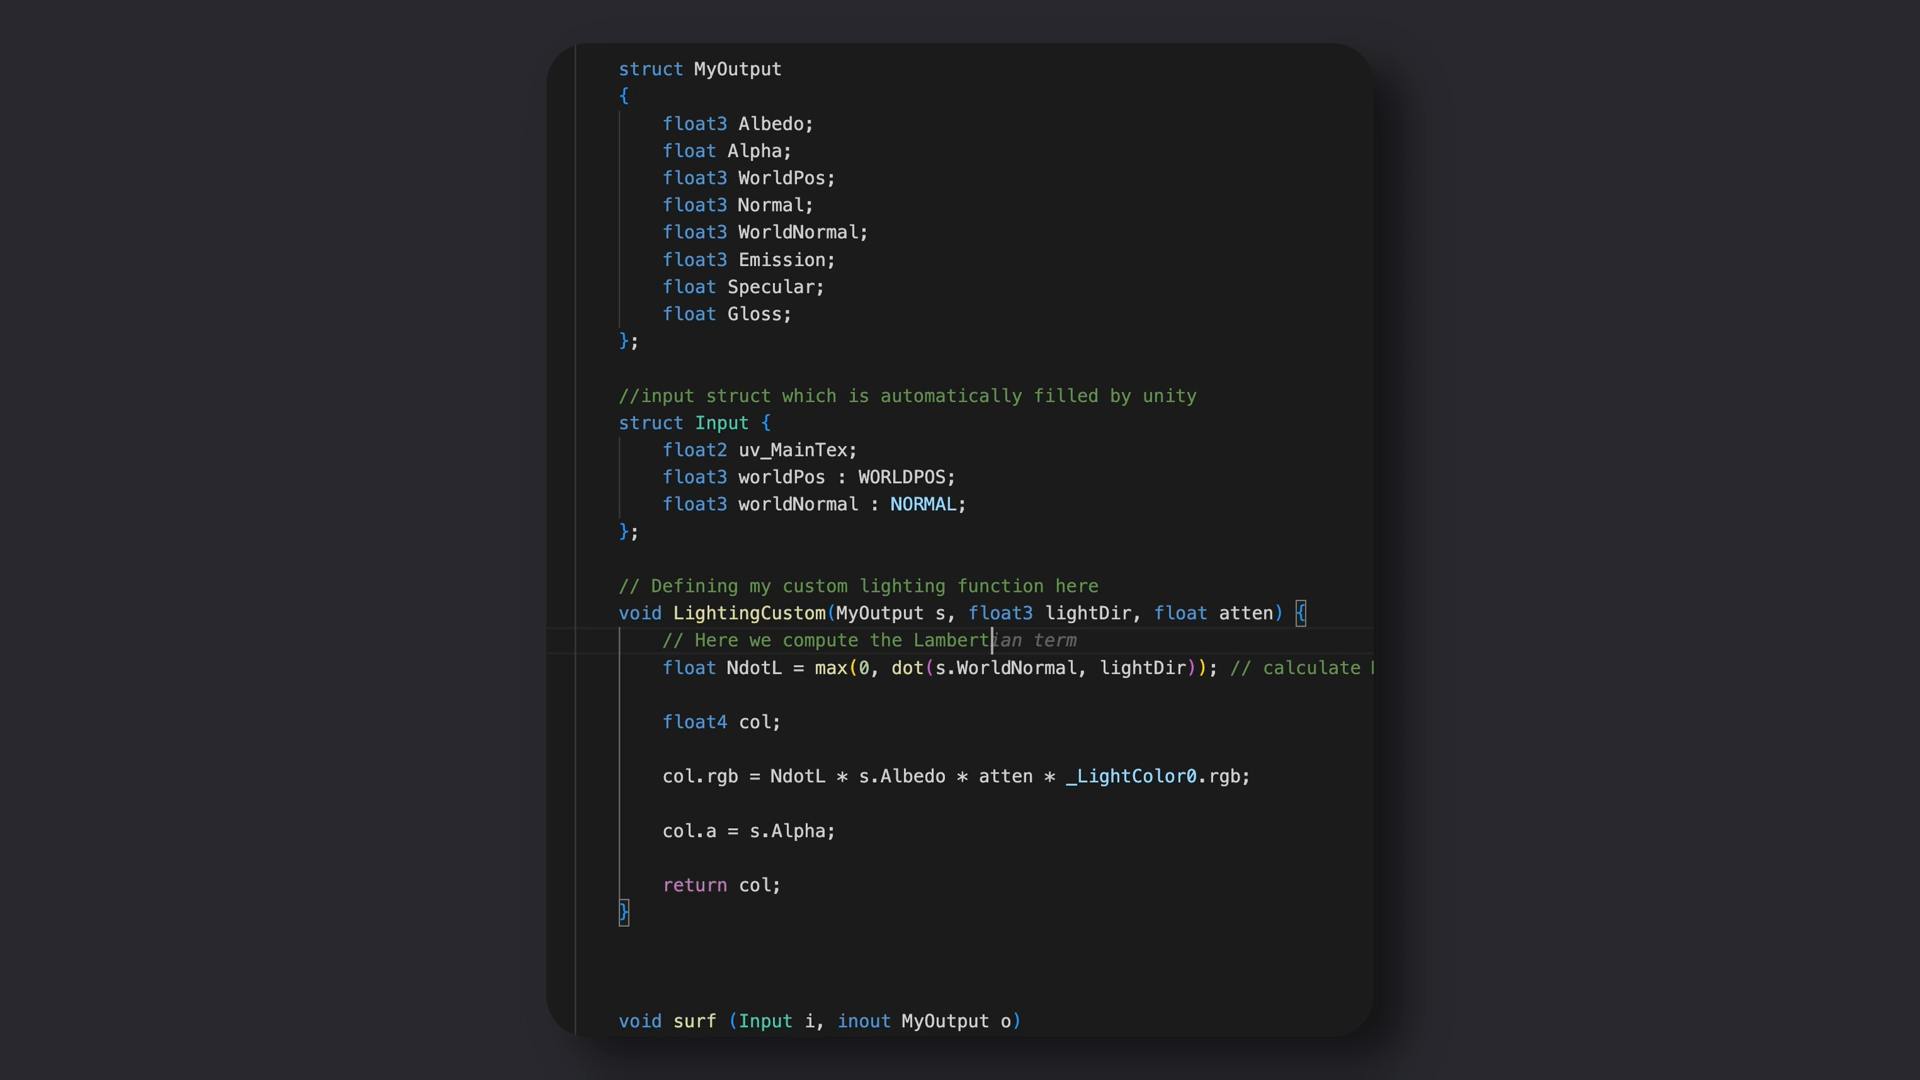 struct MyOutput
{
float3 Albedo;
float Alpha;
float3 WorldPos;
float3 Normal;
float3 WorldNormal;
float3 Emission;
float Specular;
float Gloss;
};
//input struct which is automatically filled by unity
struct Input {
float2 uv_MainTex;
float3 worldPos : WORLDPOS;
float3 worldNormal : NORMAL;
};
// Defining my custom lighting function here
void LightingCustom(MyOutput s, float3 lightDir, float atten) {
// Here we compute the Lambertian term
float NdotL = max(0, dot(s.WorldNormal, lightDir)); // calculate
float4 col;
col.rgb = NdotL * s.Albedo * atten * _LightColor0.rgb;
col.a = s.Alpha;
return col;
}
void surf (Input i, inout MyOutput o)